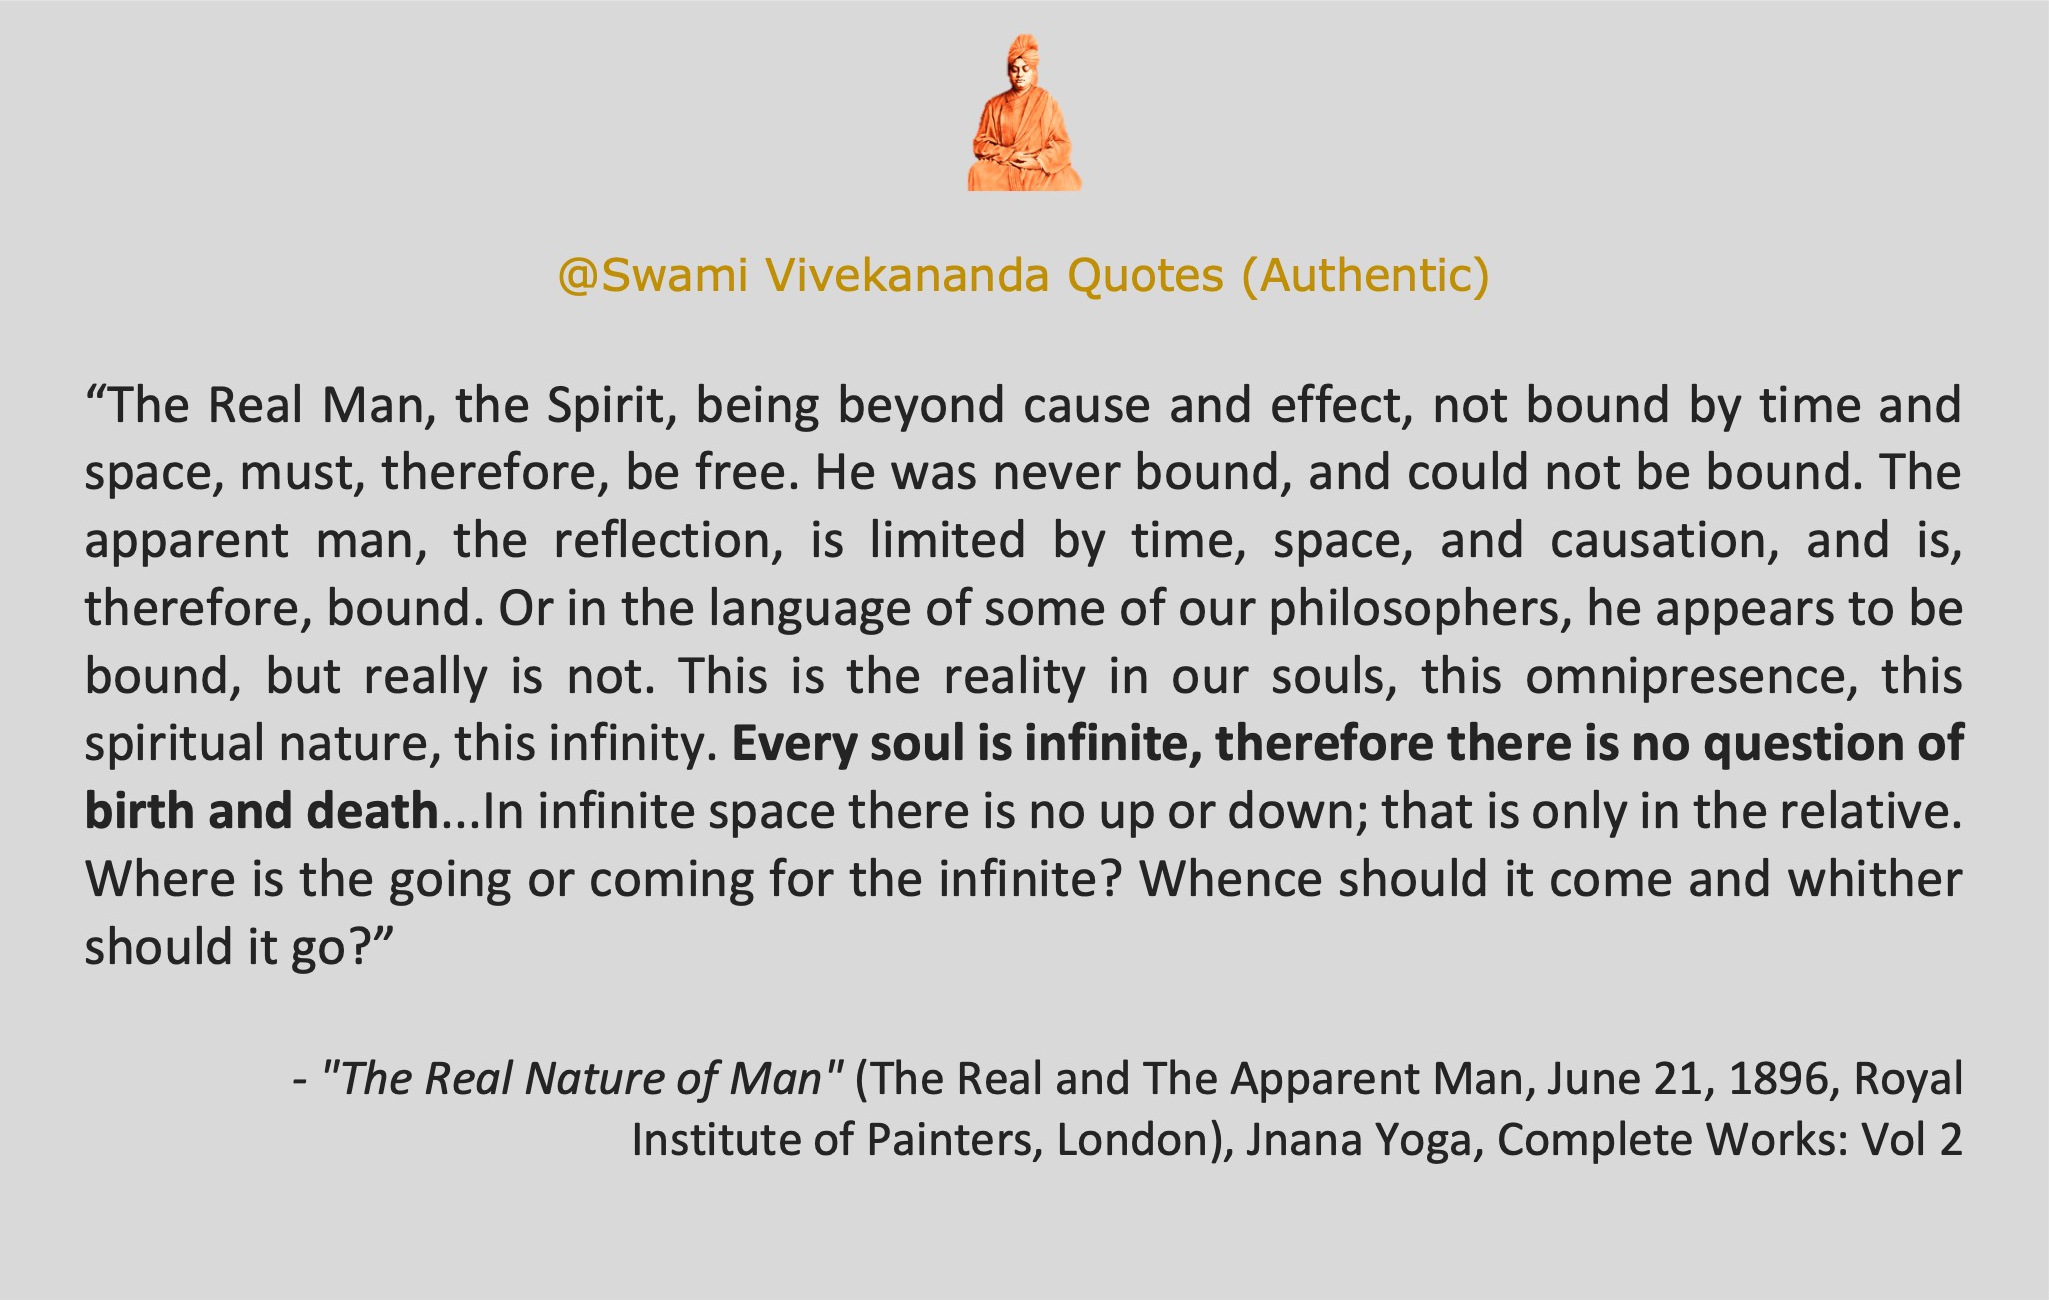 @Swami Vivekananda Quotes (Authentic)
“The Real Man, the Spirit, being beyond cause and effect, not bound by time and
space, must, therefore, be free. He was never bound, and could not be bound. The
apparent man, the reflection, is limited by time, space, and causation, and is,
therefore, bound. Or in the language of some of our philosophers, he appears to be
bound, but really is not. This is the reality in our souls, this omnipresence, this
spiritual nature, this infinity. Every soul is infinite, therefore there is no question of
birth and death...In infinite space there is no up or down; that is only in the relative.
Where is the going or coming for the infinite? Whence should it come and whither
should it go?”
- "The Real Nature of Man" (The Real and The Apparent Man, June 21, 1896, Royal
Institute of Painters, London), Jnana Yoga, Complete Works: Vol 2